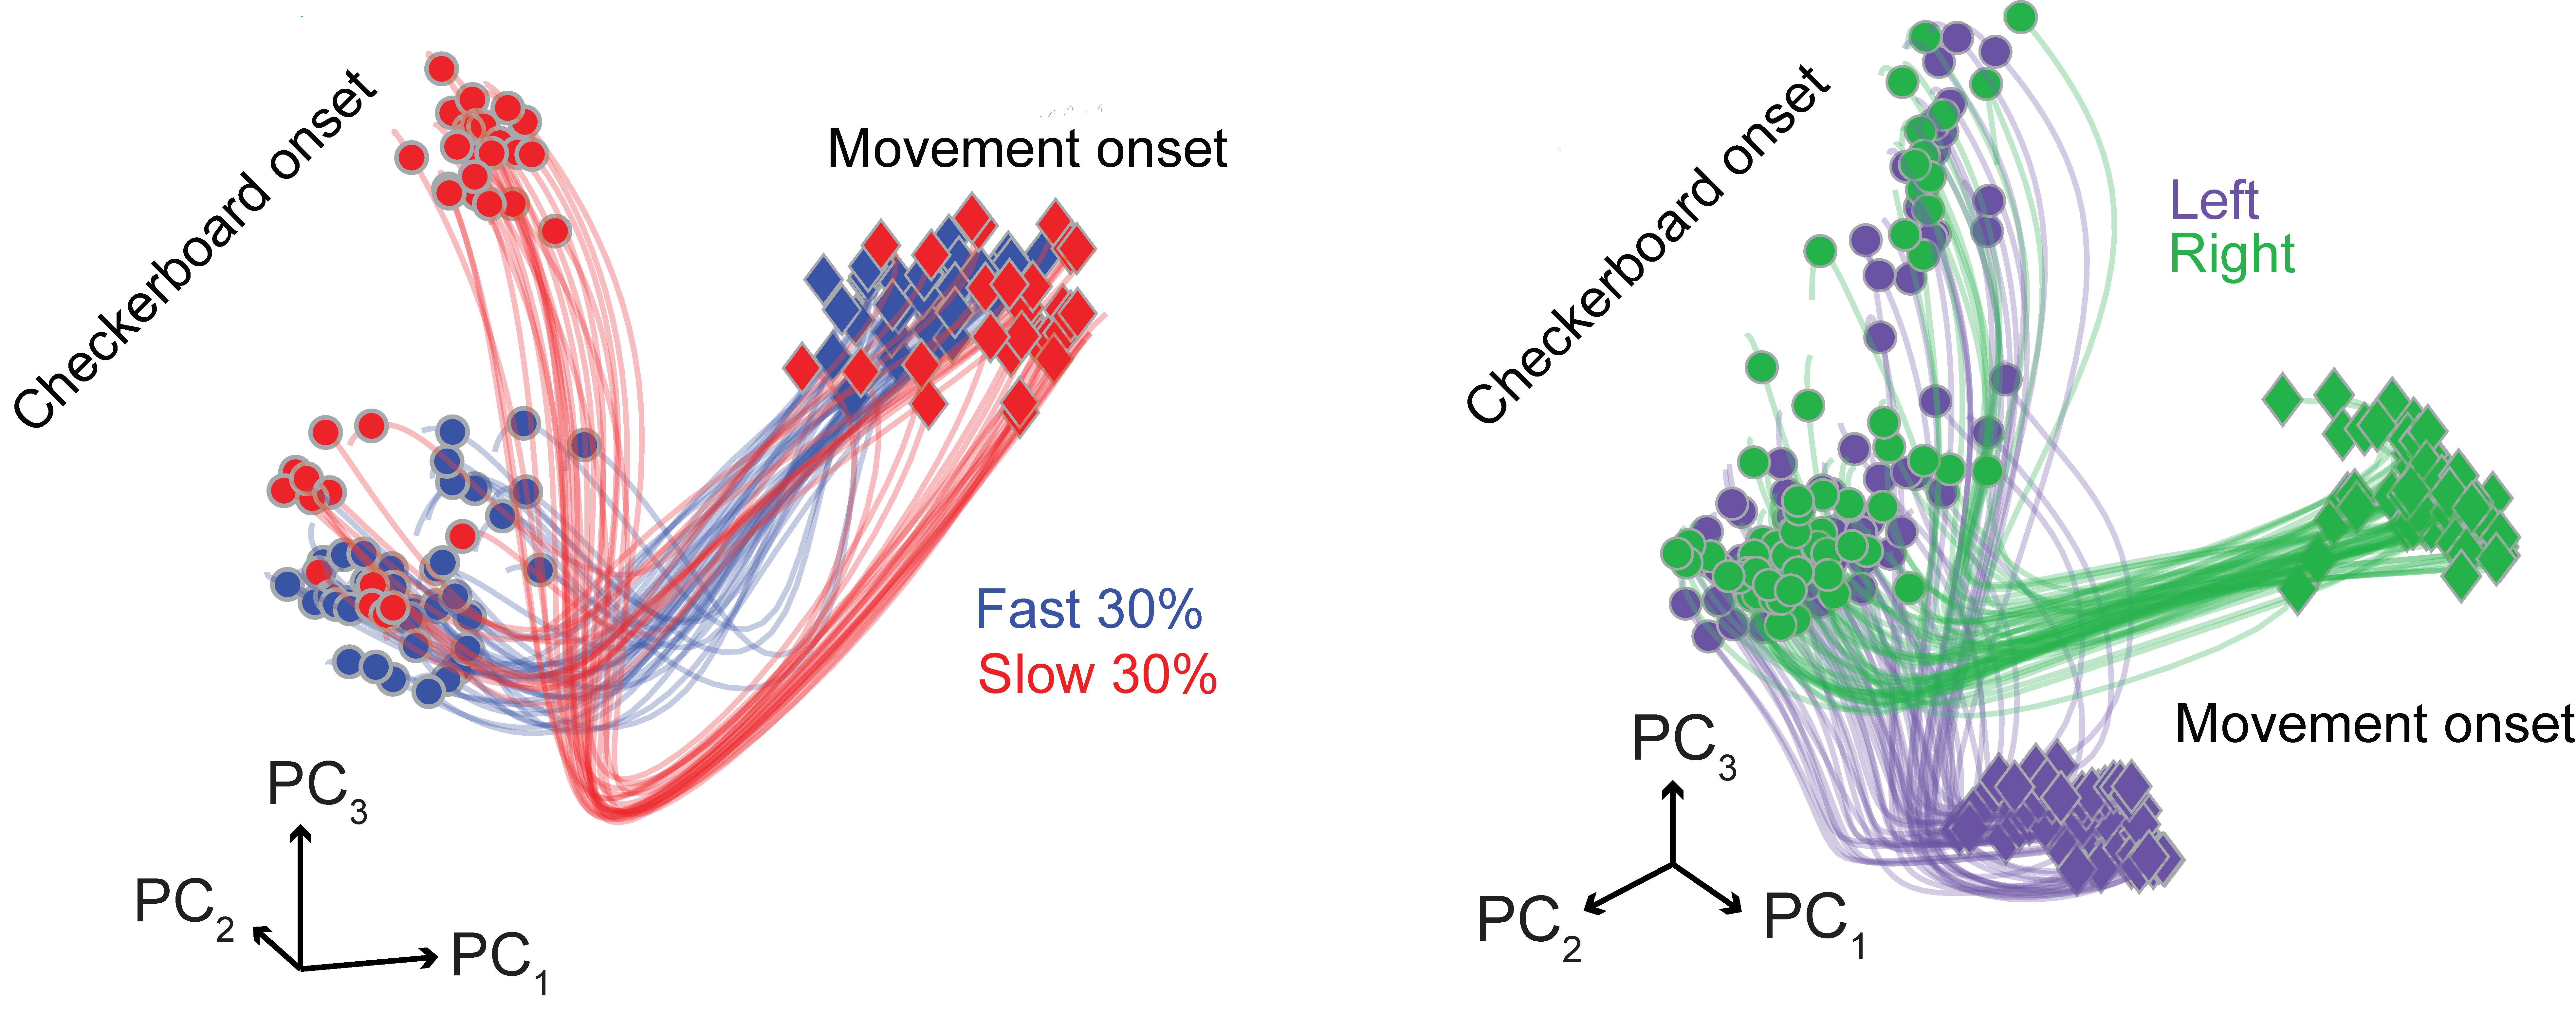 Checkerboard onset
Movement onset
Fast 30%
Slow 30%
PC3
PC2
PC1
Checkerboard onset
Left
Right
Movement onset
PC3
PC2
PC1